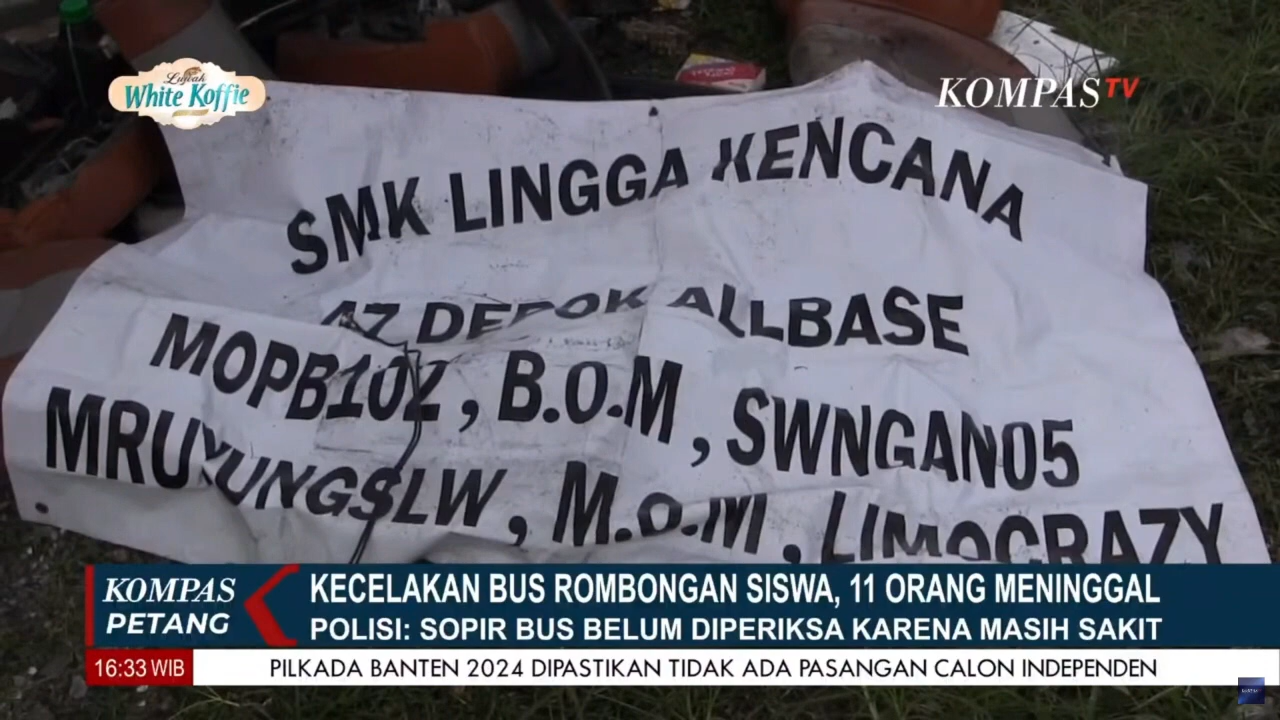 Luwak
White Koffie
KOMPAS TV
SMK LINGGA KENCANA
47 DEPOK ALLBASE
MOPB102, B.O.M, SWNGAN05
MRUYUNGSLW, M.O.M, LIMOCRAZY
KOMPAS
PETANG
KECELAKAN BUS ROMBONGAN SISWA, 11 ORANG MENINGGAL
POLISI: SOPIR BUS BELUM DIPERIKSA KARENA MASIH SAKIT
16:33 WIB
PILKADA BANTEN 2024 DIPASTIKAN TIDAK ADA PASANGAN CALON INDEPENDEN